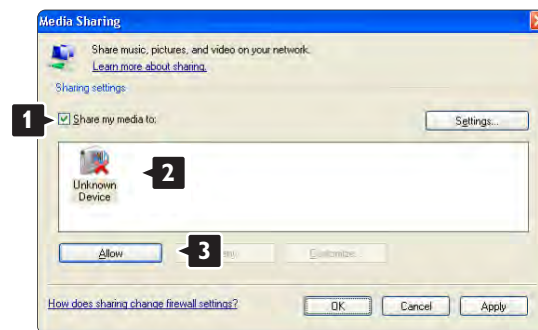 Media Sharing
Share music, pictures, and video on your network.
Learn more about sharing.
Sharing settings
1
Share my media to:
Settings...
2
Unknown
Device
Allow
3
Customize...
How does sharing change firewall settings?
OK
Cancel
Apply